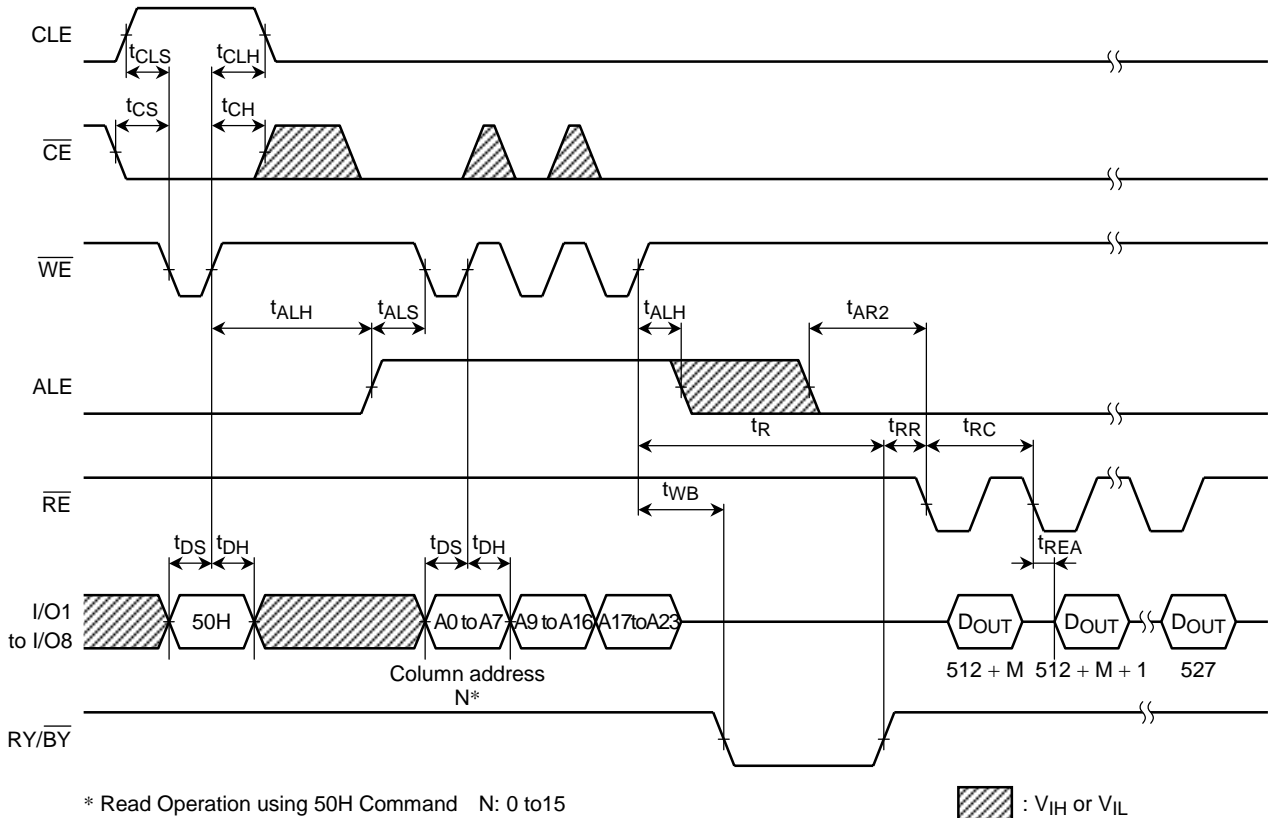 CLE
tCLS tCLH
tCS tCH
CE
WE
tALH tALS tALH tAR2
ALE
tR tRR tRC
RE
tWB
tDS tDH tDS tDH tREA
I/O1
to I/O8
50H A0 to A7 A9 to A16 A17 to A23 DOUT DOUT DOUT
Column address
N*
512 + M 512 + M + 1 527
RY/BY
* Read Operation using 50H Command N: 0 to15
: VIH or VIL